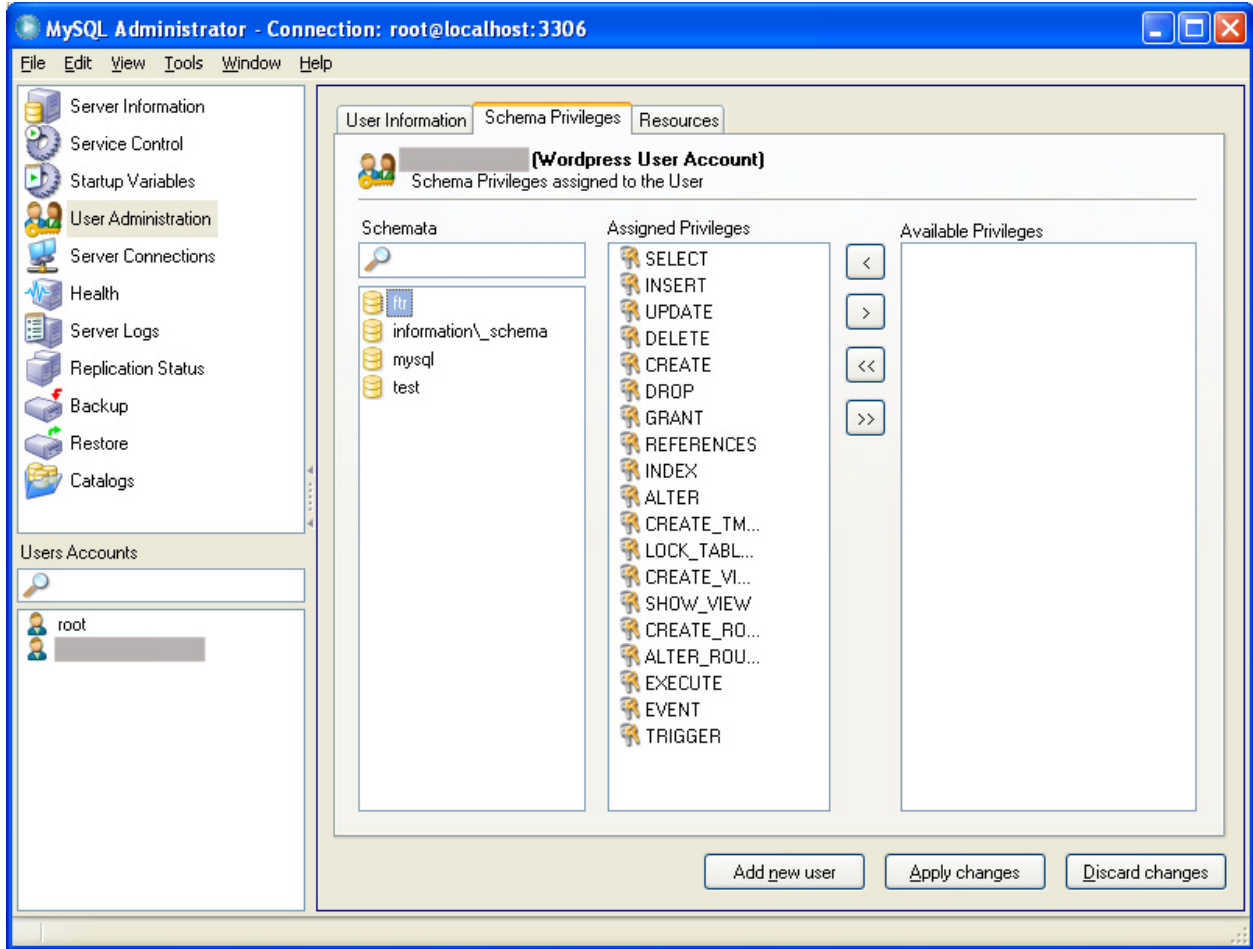 MySQL Administrator - Connection: root@localhost:3306
File Edit View Tools Window Help
Server Information
Service Control
Startup Variables
User Administration
Server Connections
Health
Server Logs
Replication Status
Backup
Restore
Catalogs
Users Accounts
root
User Information Schema Privileges Resources
(Wordpress User Account)
Schema Privileges assigned to the User
Schemata
ftr
information\_schema
mysql
test
Assigned Privileges
SELECT
INSERT
UPDATE
DELETE
CREATE
DROP
GRANT
REFERENCES
INDEX
ALTER
CREATE_TM...
LOCK_TABL...
CREATE_VI...
SHOW_VIEW
CREATE_RO...
ALTER_ROU...
EXECUTE
EVENT
TRIGGER
<
>
<<
>>
Available Privileges
Add new user Apply changes Discard changes